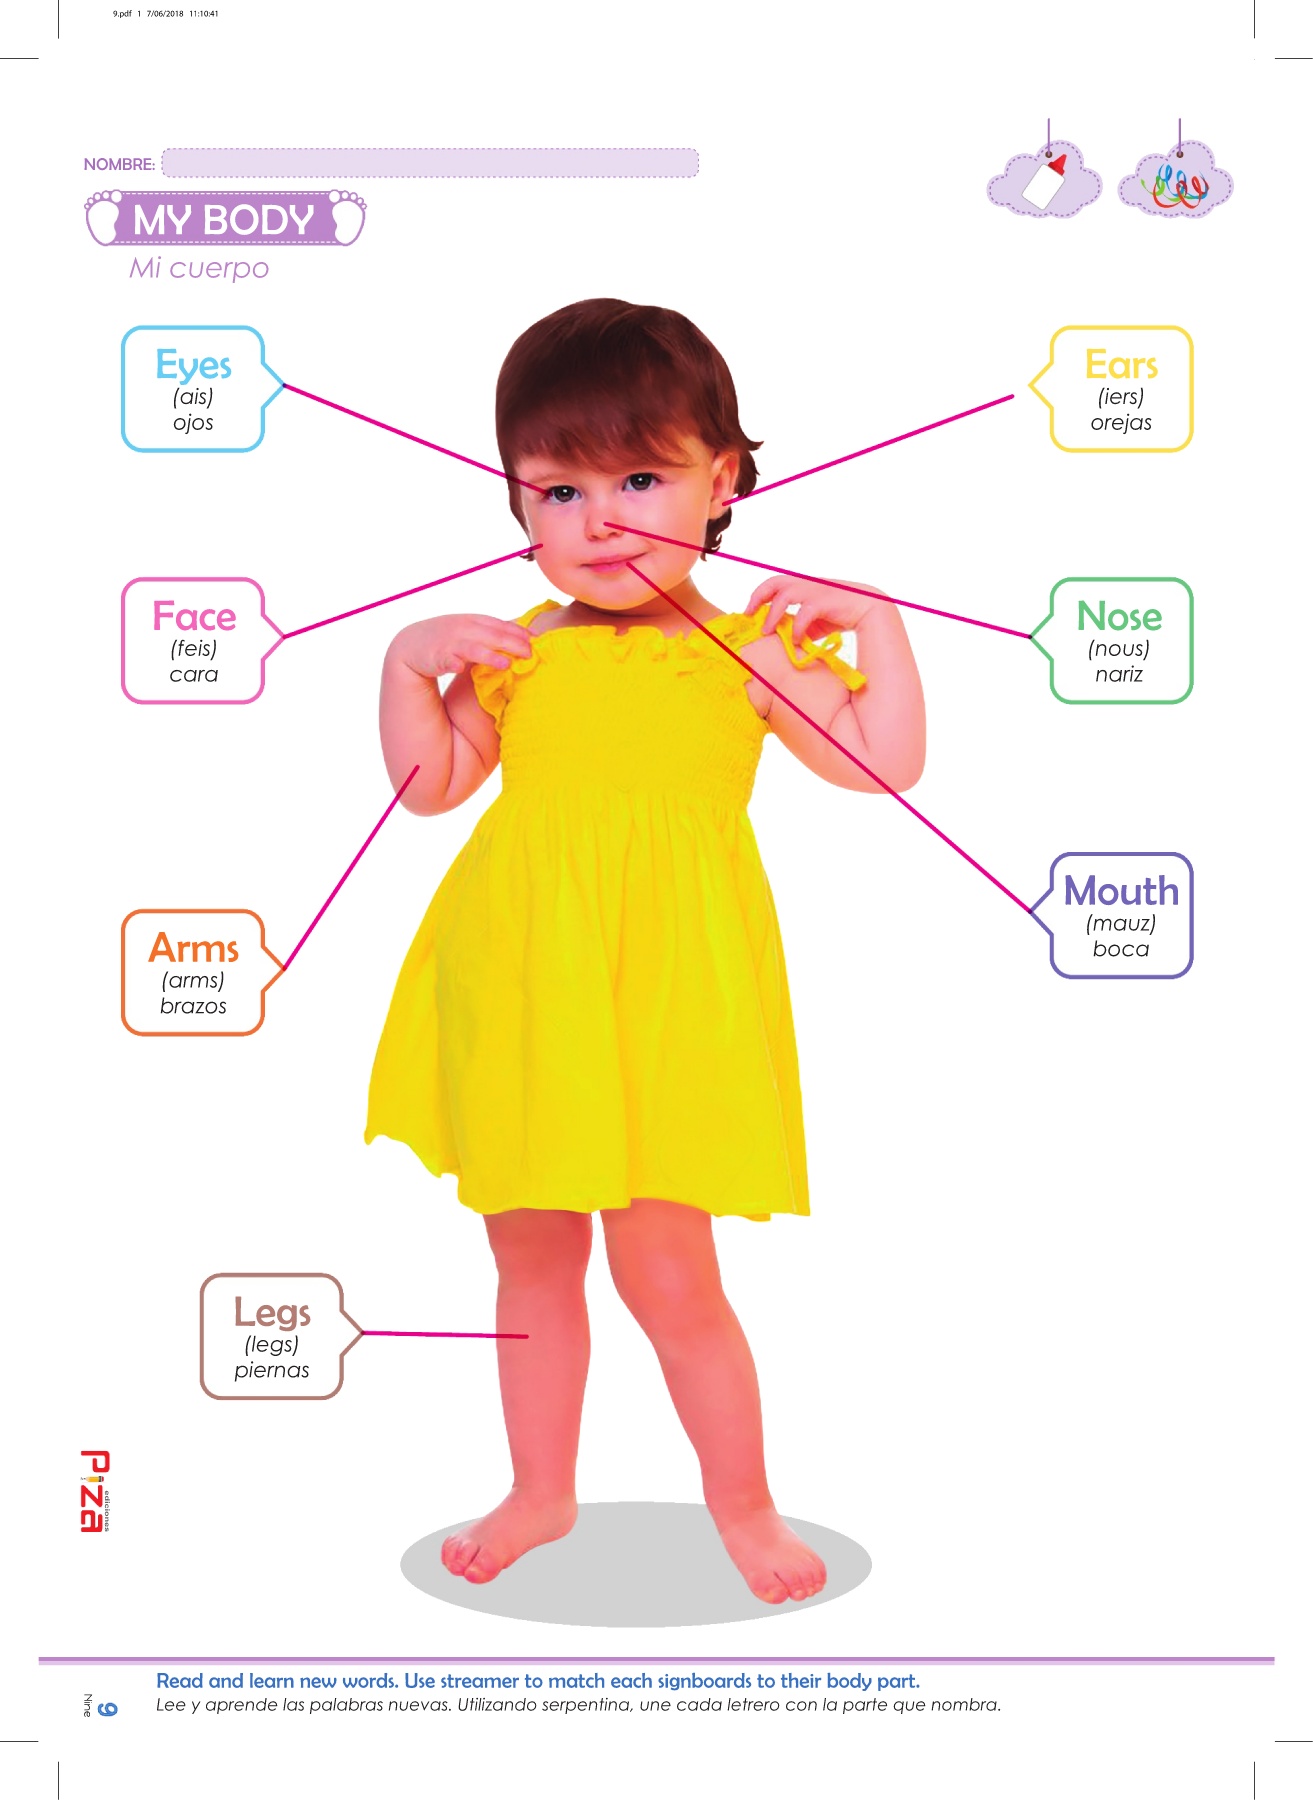 9.pdf 1 7/06/2018 11:10:41
NOMBRE:
MY BODY
Mi cuerpo
Eyes
(ais)
ojos
Ears
(iers)
orejas
Face
(feis)
cara
Nose
(nous)
nariz
Arms
(arms)
brazos
Mouth
(mauz)
boca
Legs
(legs)
piernas
Piza
ediciones
Read and learn new words. Use streamer to match each signboards to their body part.
Lee y aprende las palabras nuevas. Utilizando serpentina, une cada letrero con la parte que nombra.
9
Nine